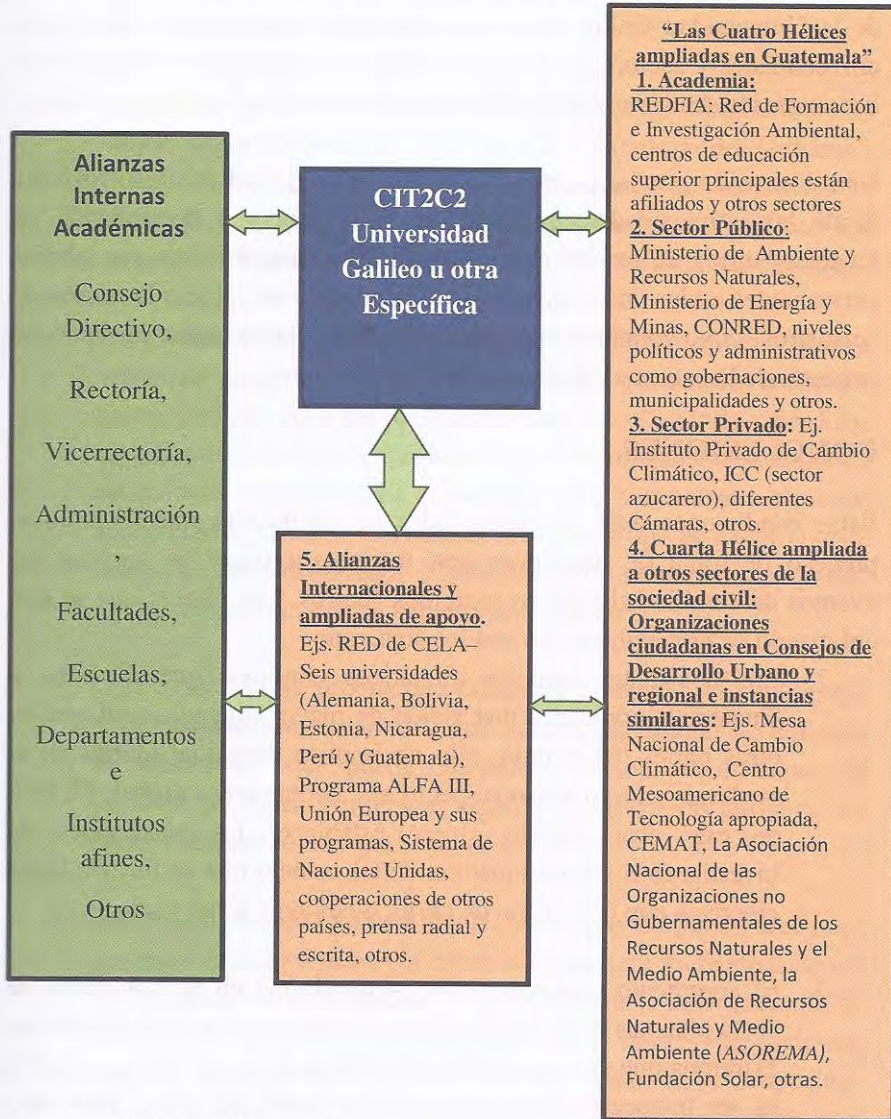 Alianzas
Internas
Académicas
Consejo
Directivo,
Rectoría,
Vicerrectoría,
Administración
,
Facultades,
Escuelas,
Departamentos
e
Institutos
afines,
Otros
CIT2C2
Universidad
Galileo u otra
Específica
5. Alianzas
Internacionales y
ampliadas de apoyo.
Ejs. RED de CELA–
Seis universidades
(Alemania, Bolivia,
Estonia, Nicaragua,
Perú y Guatemala),
Programa ALFA III,
Unión Europea y sus
programas, Sistema de
Naciones Unidas,
cooperaciones de otros
países, prensa radial y
escrita, otros.
“Las Cuatro Hélices
ampliadas en Guatemala”
1. Academia:
REDFIA: Red de Formación
e Investigación Ambiental,
centros de educación
superior principales están
afiliados y otros sectores
2. Sector Público:
Ministerio de Ambiente y
Recursos Naturales,
Ministerio de Energía y
Minas, CONRED, niveles
políticos y administrativos
como gobernaciones,
municipalidades y otros.
3. Sector Privado: Ej.
Instituto Privado de Cambio
Climático, ICC (sector
azucarero), diferentes
Cámaras, otros.
4. Cuarta Hélice ampliada
a otros sectores de la
sociedad civil:
Organizaciones
ciudadanas en Consejos de
Desarrollo Urbano y
regional e instancias
similares: Ejs. Mesa
Nacional de Cambio
Climático, Centro
Mesoamericano de
Tecnología apropiada,
CEMAT, La Asociación
Nacional de las
Organizaciones no
Gubernamentales de los
Recursos Naturales y el
Medio Ambiente, la
Asociación de Recursos
Naturales y Medio
Ambiente (ASOREMA),
Fundación Solar, otras.